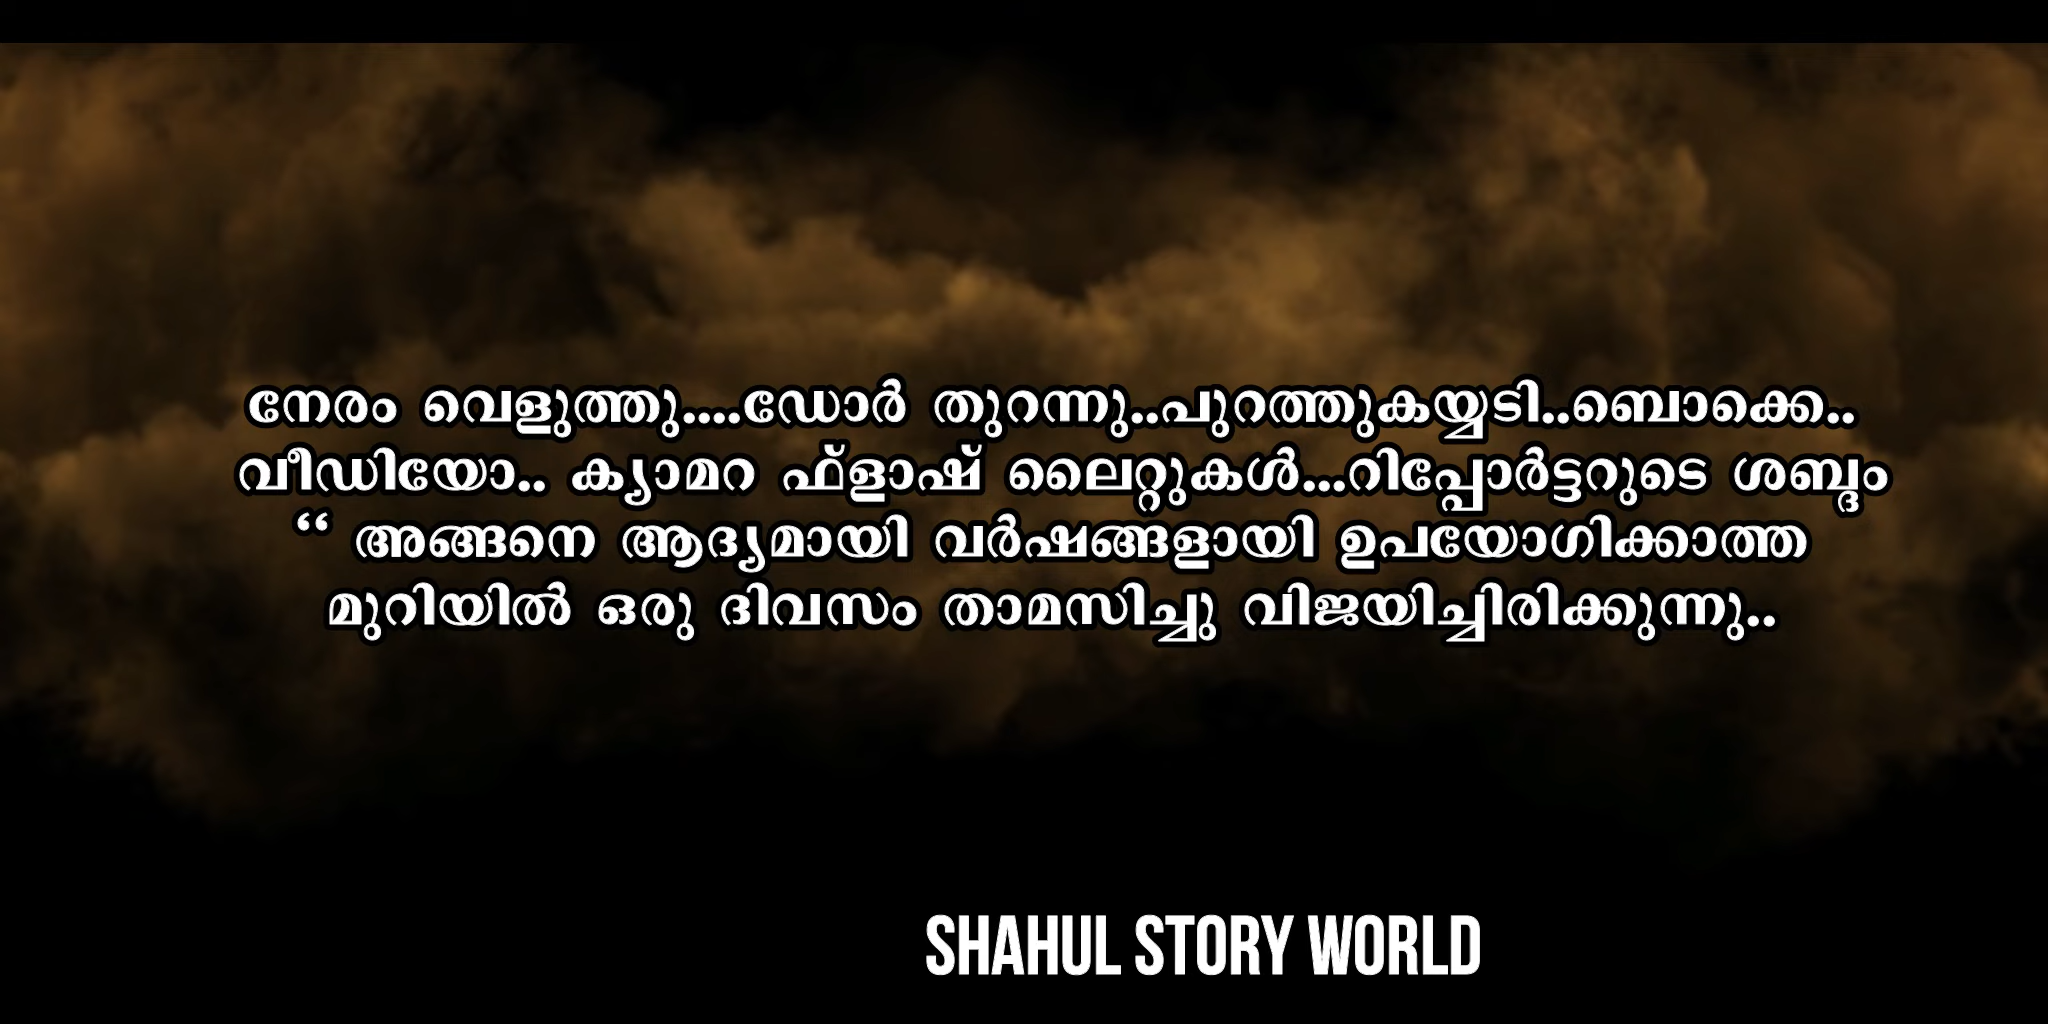 നേരം വെളുത്തു....ഡോർ തുറന്നു..പുറത്തുകയ്യടി..ബൊക്കെ..
വീഡിയോ.. ക്യാമറ ഫ്ളാഷ് ലൈറ്റുകൾ...റിപ്പോർട്ടറുടെ ശബ്ദം
“ അങ്ങനെ ആദ്യമായി വർഷങ്ങളായി ഉപയോഗിക്കാത്ത
മുറിയിൽ ഒരു ദിവസം താമസിച്ചു വിജയിച്ചിരിക്കുന്നു..
SHAHUL STORY WORLD